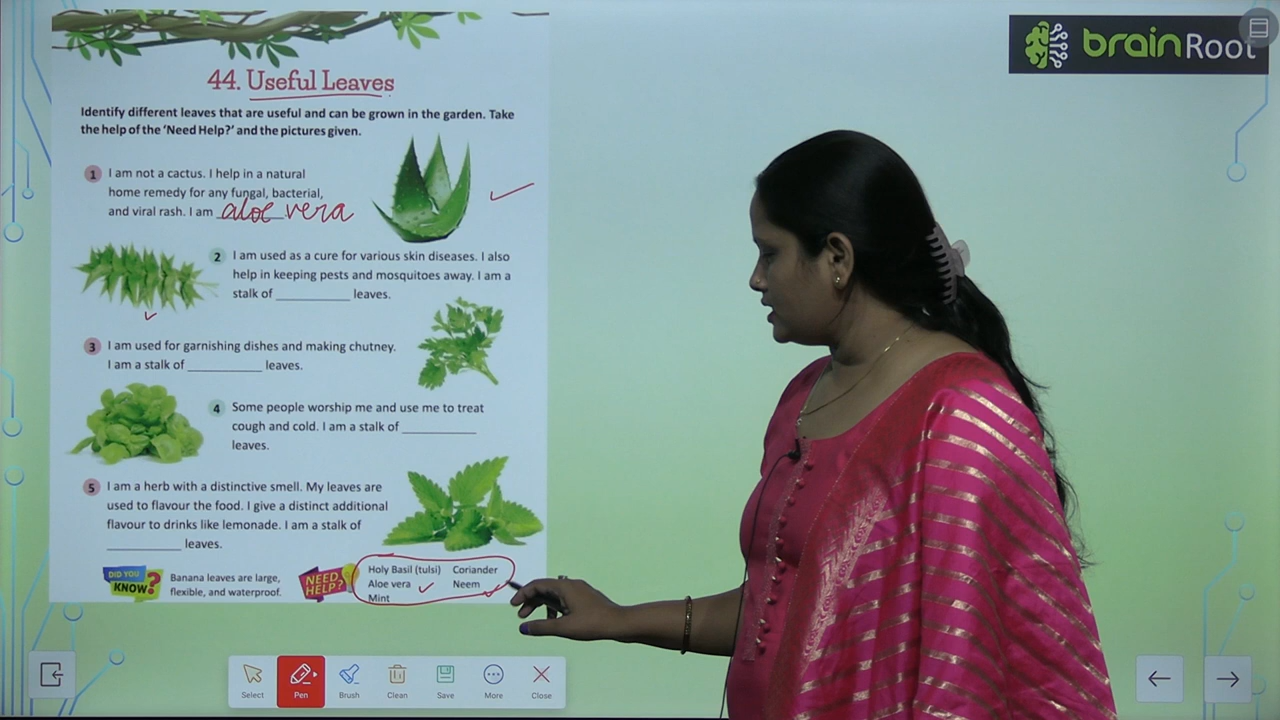 brainRoot
44. Useful Leaves
Identify different leaves that are useful and can be grown in the garden. Take
the help of the ‘Need Help?’ and the pictures given.
1 I am not a cactus. I help in a natural
home remedy for any fungal, bacterial,
and viral rash. I am aloe vera
2 I am used as a cure for various skin diseases. I also
help in keeping pests and mosquitoes away. I am a
stalk of ____________ leaves.
3 I am used for garnishing dishes and making chutney.
I am a stalk of ____________ leaves.
4 Some people worship me and use me to treat
cough and cold. I am a stalk of ____________
leaves.
5 I am a herb with a distinctive smell. My leaves are
used to flavour the food. I give a distinct additional
flavour to drinks like lemonade. I am a stalk of
____________ leaves.
DID YOU
KNOW?
Banana leaves are large,
flexible, and waterproof.
NEED
HELP?
Holy Basil (tulsi) Coriander
Aloe vera Neem
Mint
Select Pen Brush Clean Save More Close